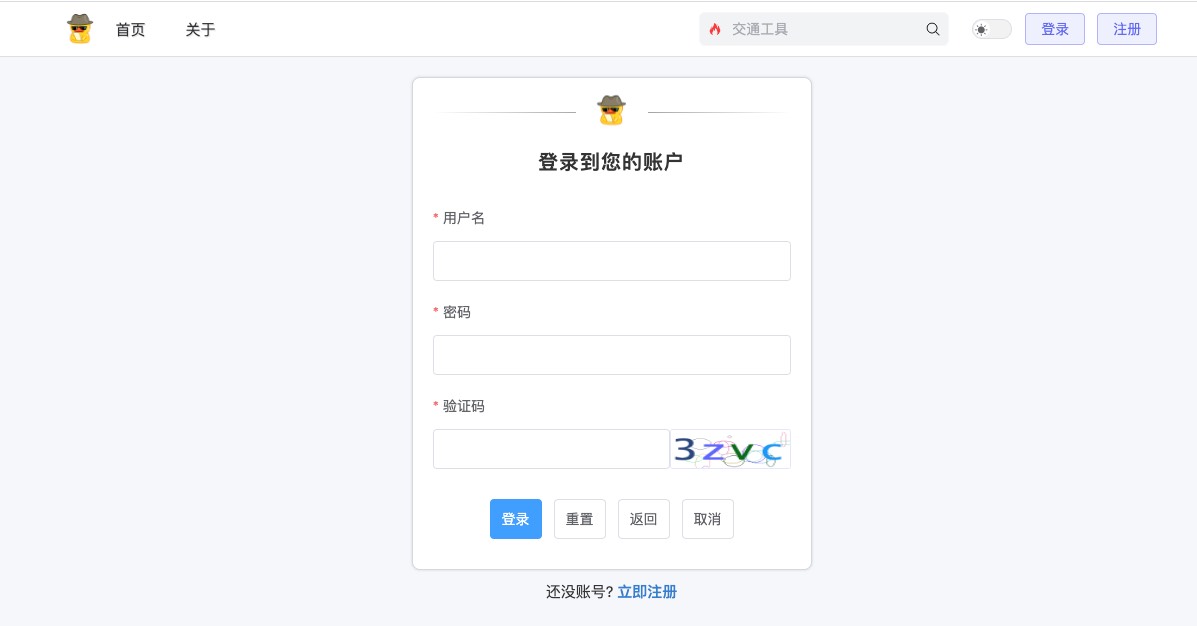 首页 关于 交通工具 登录 注册
登录到您的账户
* 用户名
* 密码
* 验证码
3zvc
登录 重置 返回 取消
还没账号? 立即注册